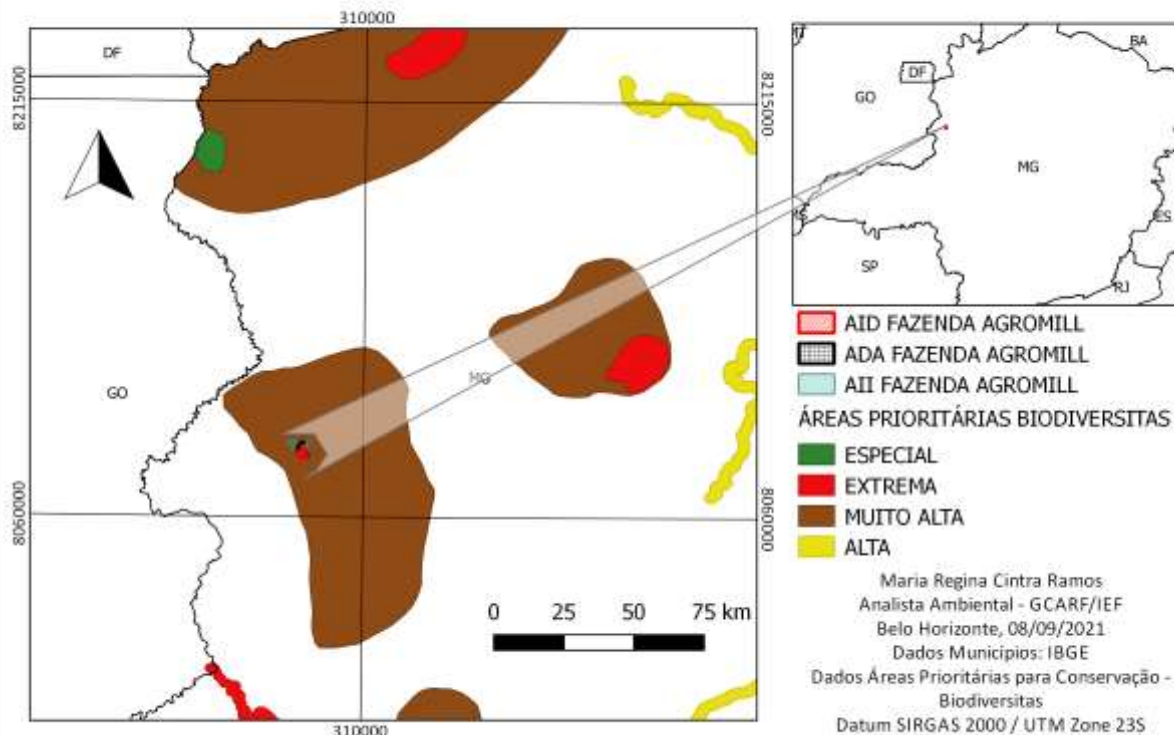 310000
DF
8215000
8215000
MG
GO
8060000
8060000
0 25 50 75 km
310000
BA
DF
GO
MG
ES
SP
RJ
AID FAZENDA AGROMILL
ADA FAZENDA AGROMILL
AII FAZENDA AGROMILL
ÁREAS PRIORITÁRIAS BIODIVERSITAS
ESPECIAL
EXTREMA
MUITO ALTA
ALTA
Maria Regina Cintra Ramos
Analista Ambiental - GCARF/IEF
Belo Horizonte, 08/09/2021
Dados Municípios: IBGE
Dados Áreas Prioritárias para Conservação -
Biodiversitas
Datum SIRGAS 2000 / UTM Zone 23S